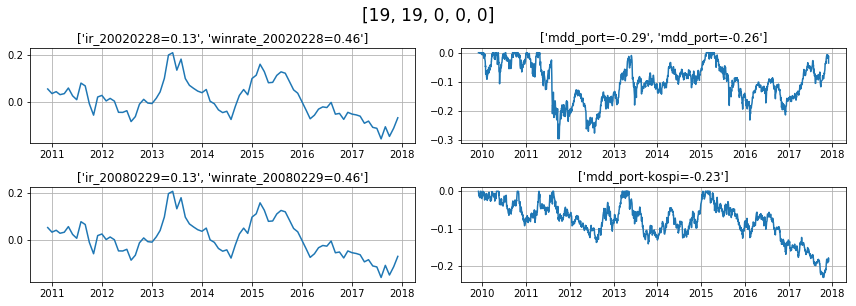 [19, 19, 0, 0, 0]
['ir_20020228=0.13', 'winrate_20020228=0.46']
0.2
0.0
2011 2012 2013 2014 2015 2016 2017 2018
['mdd_port=-0.29', 'mdd_port=-0.26']
0.0
−0.1
−0.2
−0.3
2010 2011 2012 2013 2014 2015 2016 2017 2018
['ir_20080229=0.13', 'winrate_20080229=0.46']
0.2
0.0
2011 2012 2013 2014 2015 2016 2017 2018
['mdd_port-kospi=-0.23']
0.0
−0.1
−0.2
2010 2011 2012 2013 2014 2015 2016 2017 2018